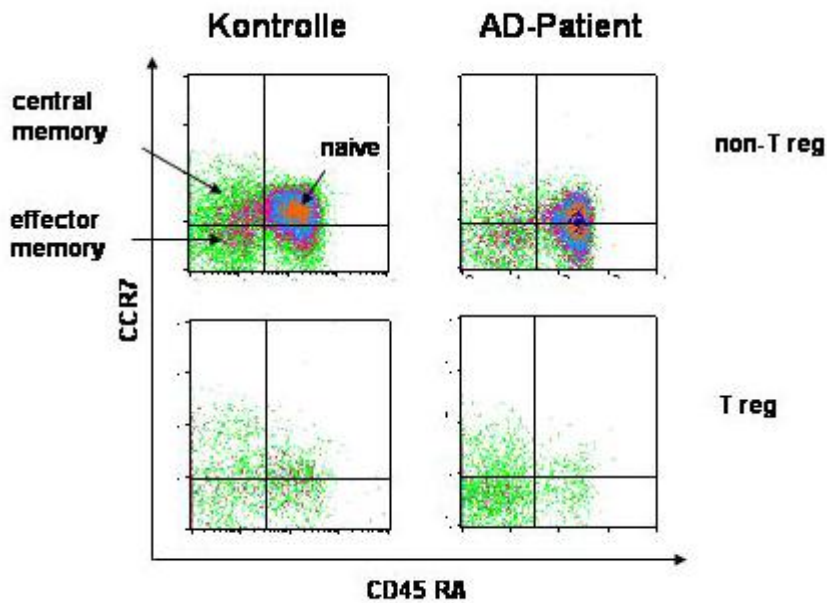 Kontrolle
AD-Patient
central
memory
naive
non-T reg
effector
memory
CCR7
T reg
CD45 RA